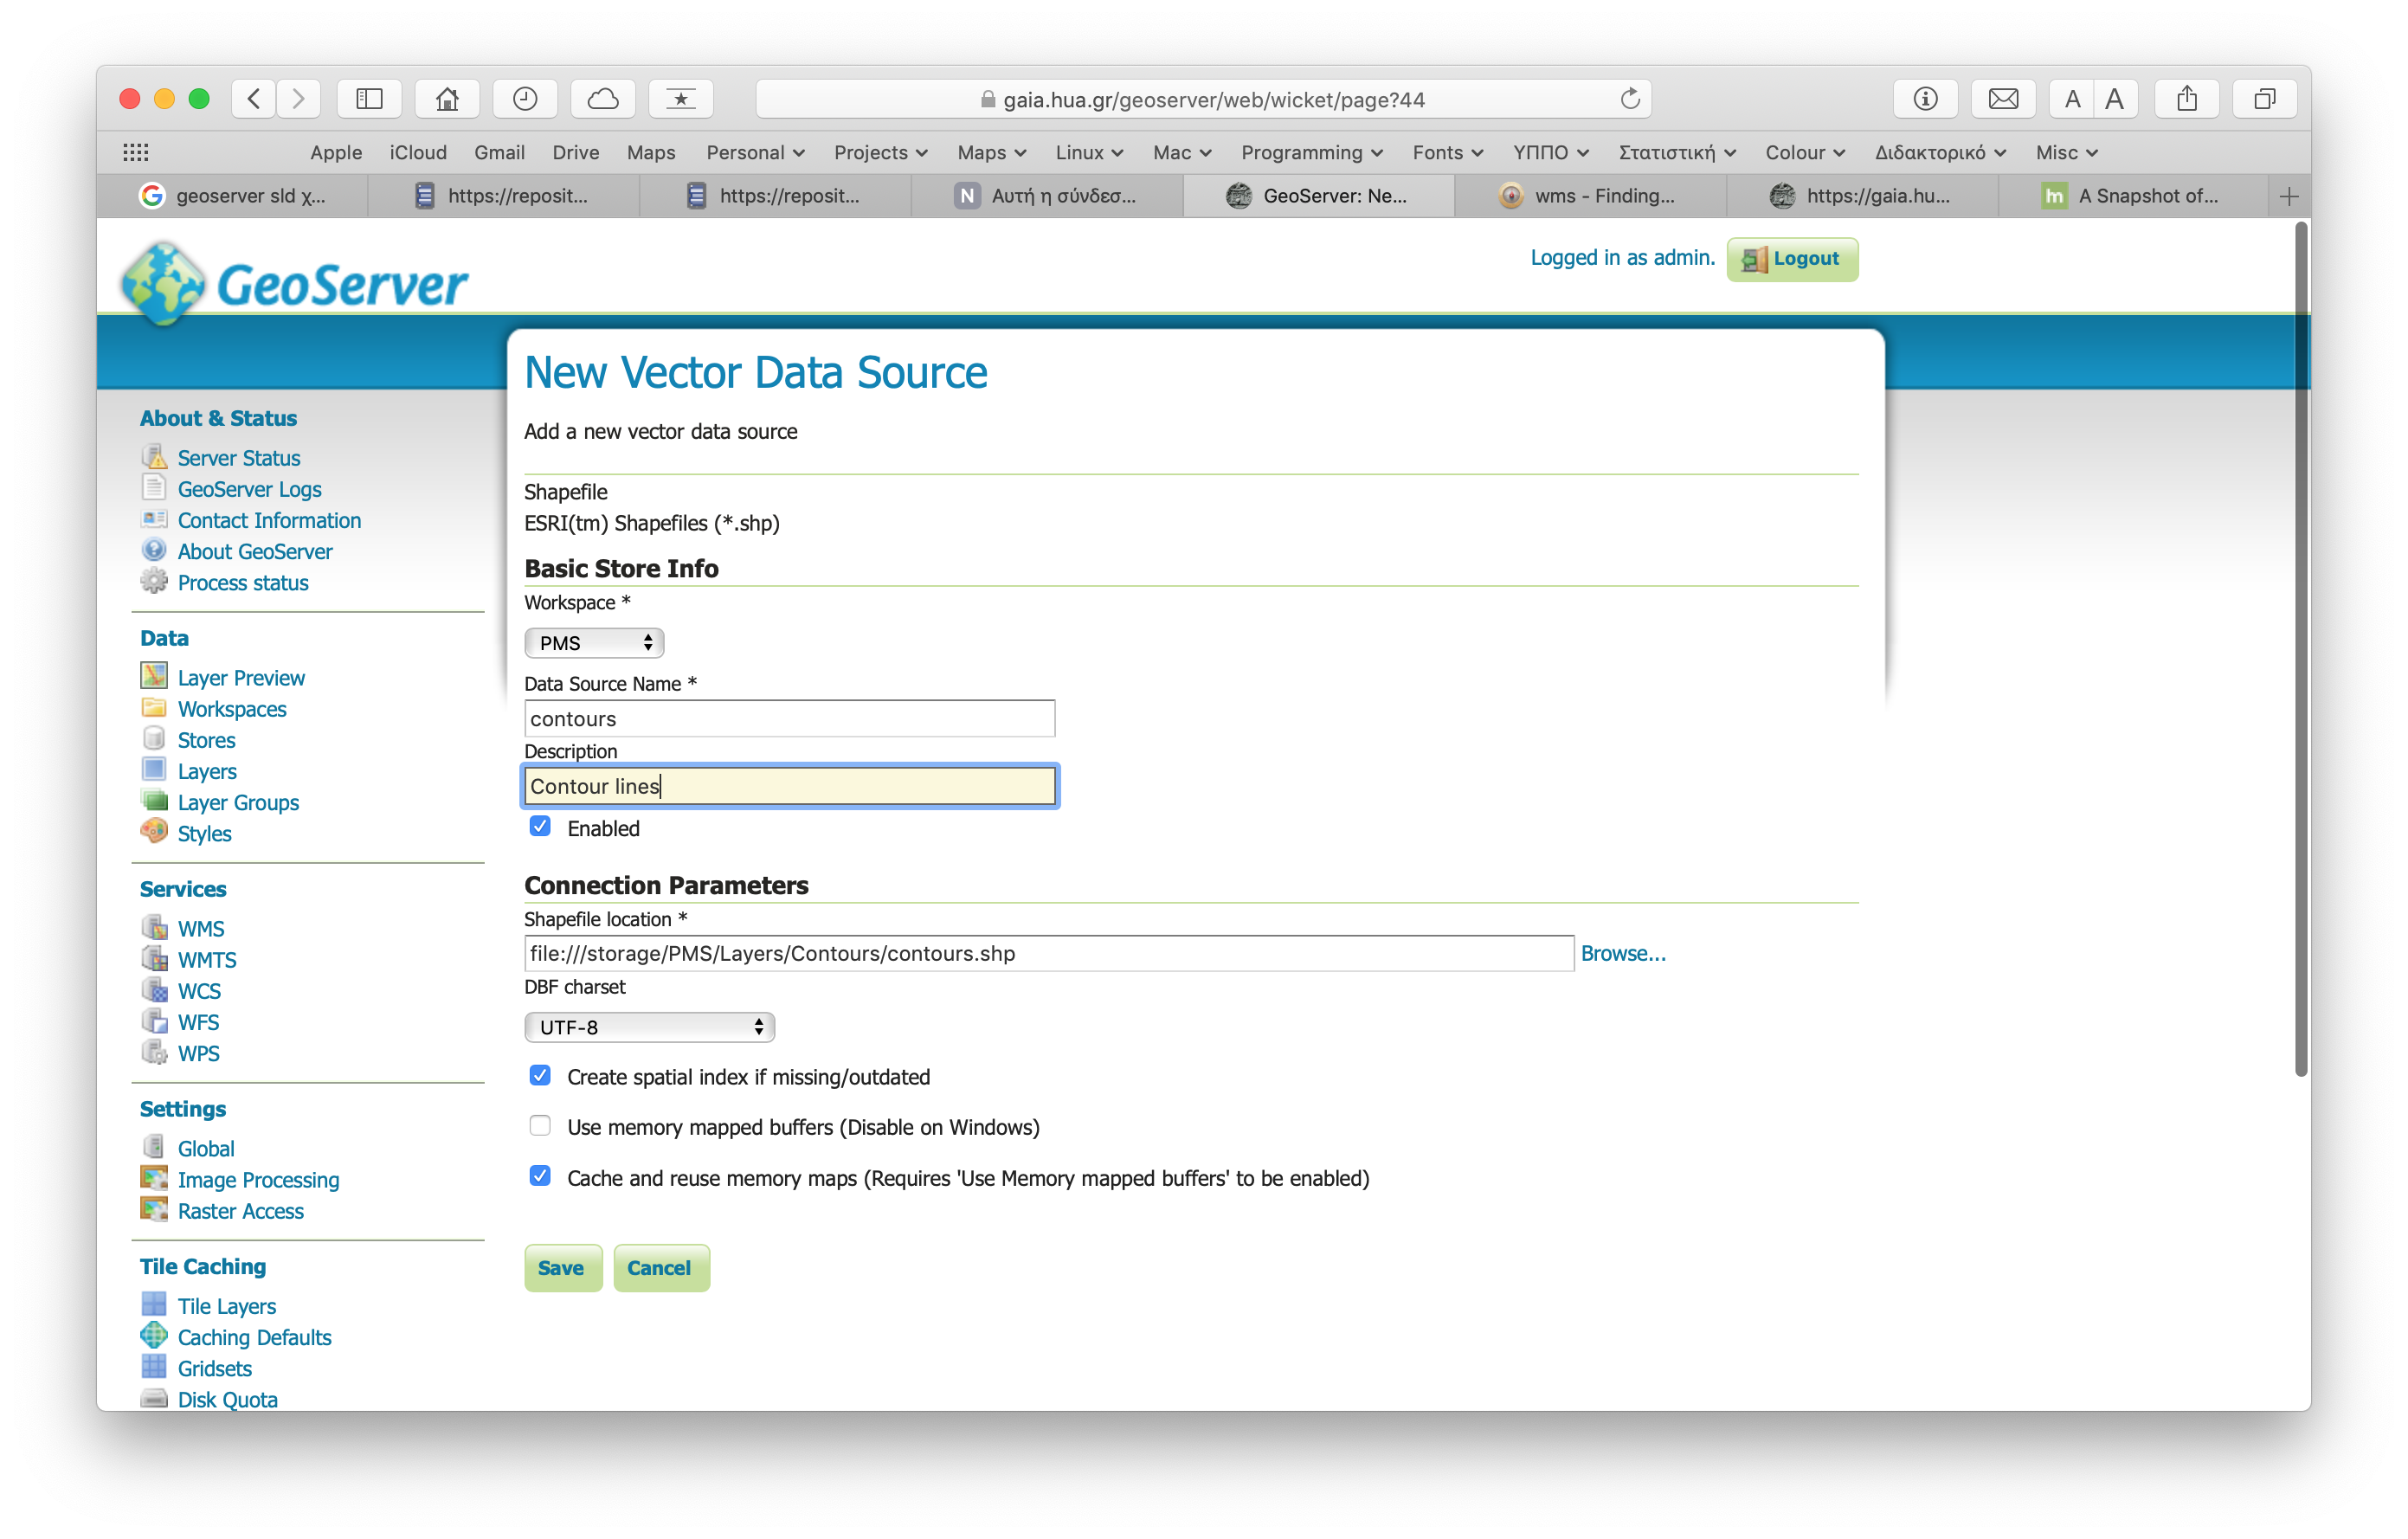 gaia.hua.gr/geoserver/web/wicket/page?44
A A
Apple iCloud Gmail Drive Maps Personal Projects Maps Linux Mac Programming Fonts ΥΠΠΟ Στατιστική Colour Διδακτορικό Misc
geoserver sld χ... https://reposit... https://reposit... Αυτή η σύνδεσ... GeoServer: Ne... wms - Finding... https://gaia.hu... A Snapshot of...
GeoServer
Logged in as admin. Logout
New Vector Data Source
Add a new vector data source
Shapefile
ESRI(tm) Shapefiles (*.shp)
Basic Store Info
Workspace *
PMS
Data Source Name *
contours
Description
Contour lines
Enabled
Connection Parameters
Shapefile location *
file:///storage/PMS/Layers/Contours/contours.shp Browse...
DBF charset
UTF-8
Create spatial index if missing/outdated
Use memory mapped buffers (Disable on Windows)
Cache and reuse memory maps (Requires 'Use Memory mapped buffers' to be enabled)
Save Cancel
About & Status
Server Status
GeoServer Logs
Contact Information
About GeoServer
Process status
Data
Layer Preview
Workspaces
Stores
Layers
Layer Groups
Styles
Services
WMS
WMTS
WCS
WFS
WPS
Settings
Global
Image Processing
Raster Access
Tile Caching
Tile Layers
Caching Defaults
Gridsets
Disk Quota